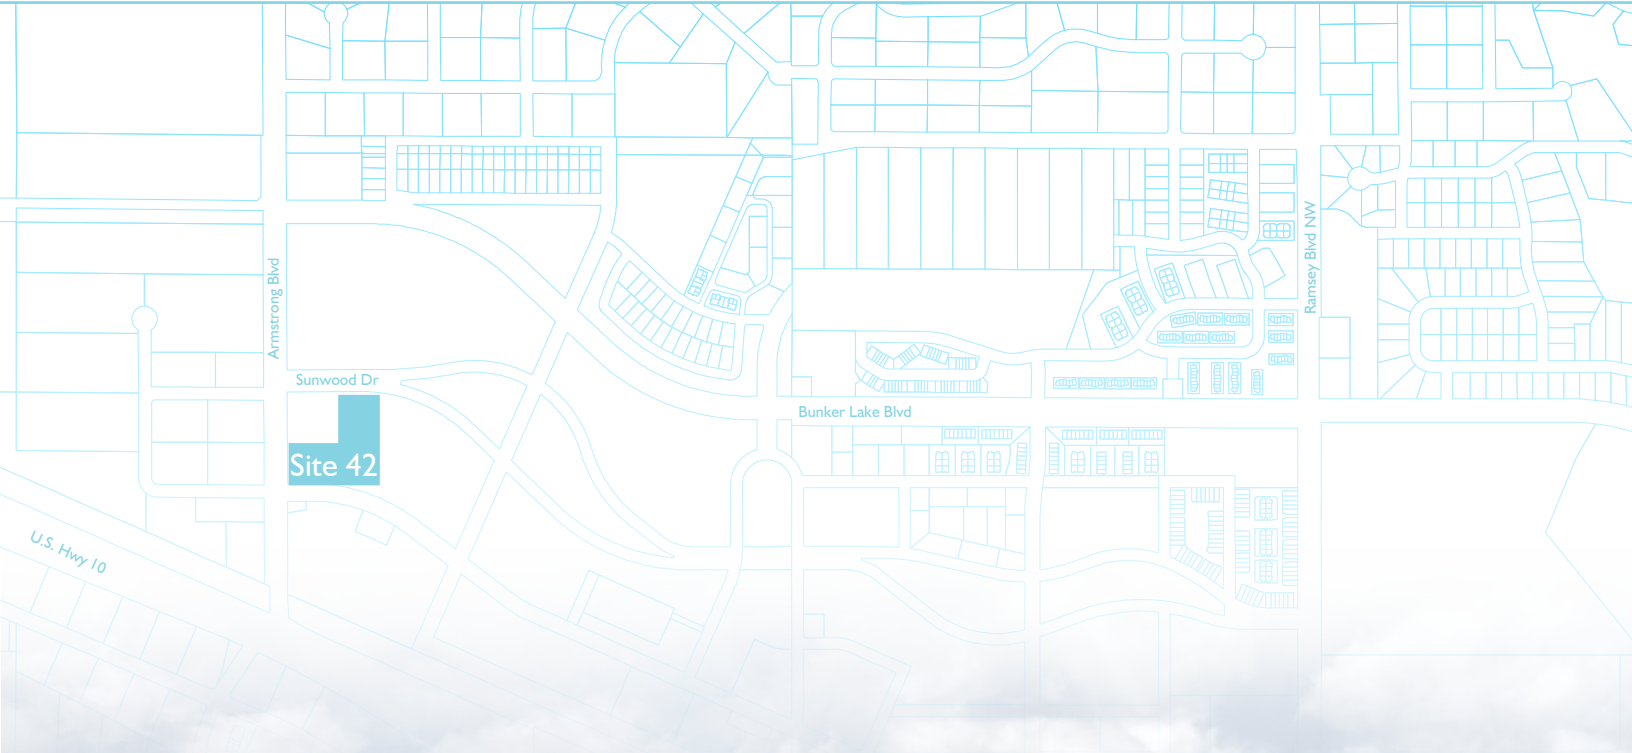 Ramsey Blvd NW
Armstrong Blvd
Sunwood Dr
Bunker Lake Blvd
Site 42
U.S. Hwy 10